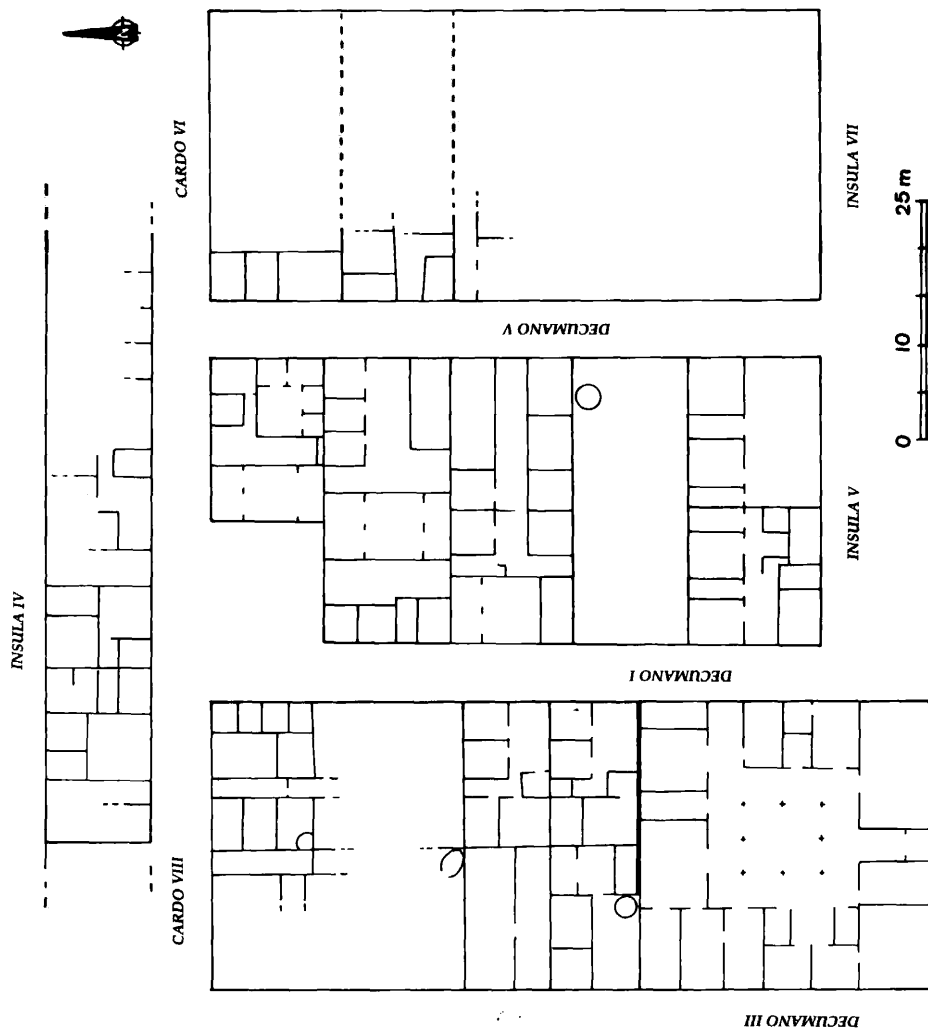 N
CARDO VI
INSULA VII
25 m
10
0
DECUMANO V
INSULA IV
INSULA V
DECUMANO I
CARDO VIII
DECUMANO III